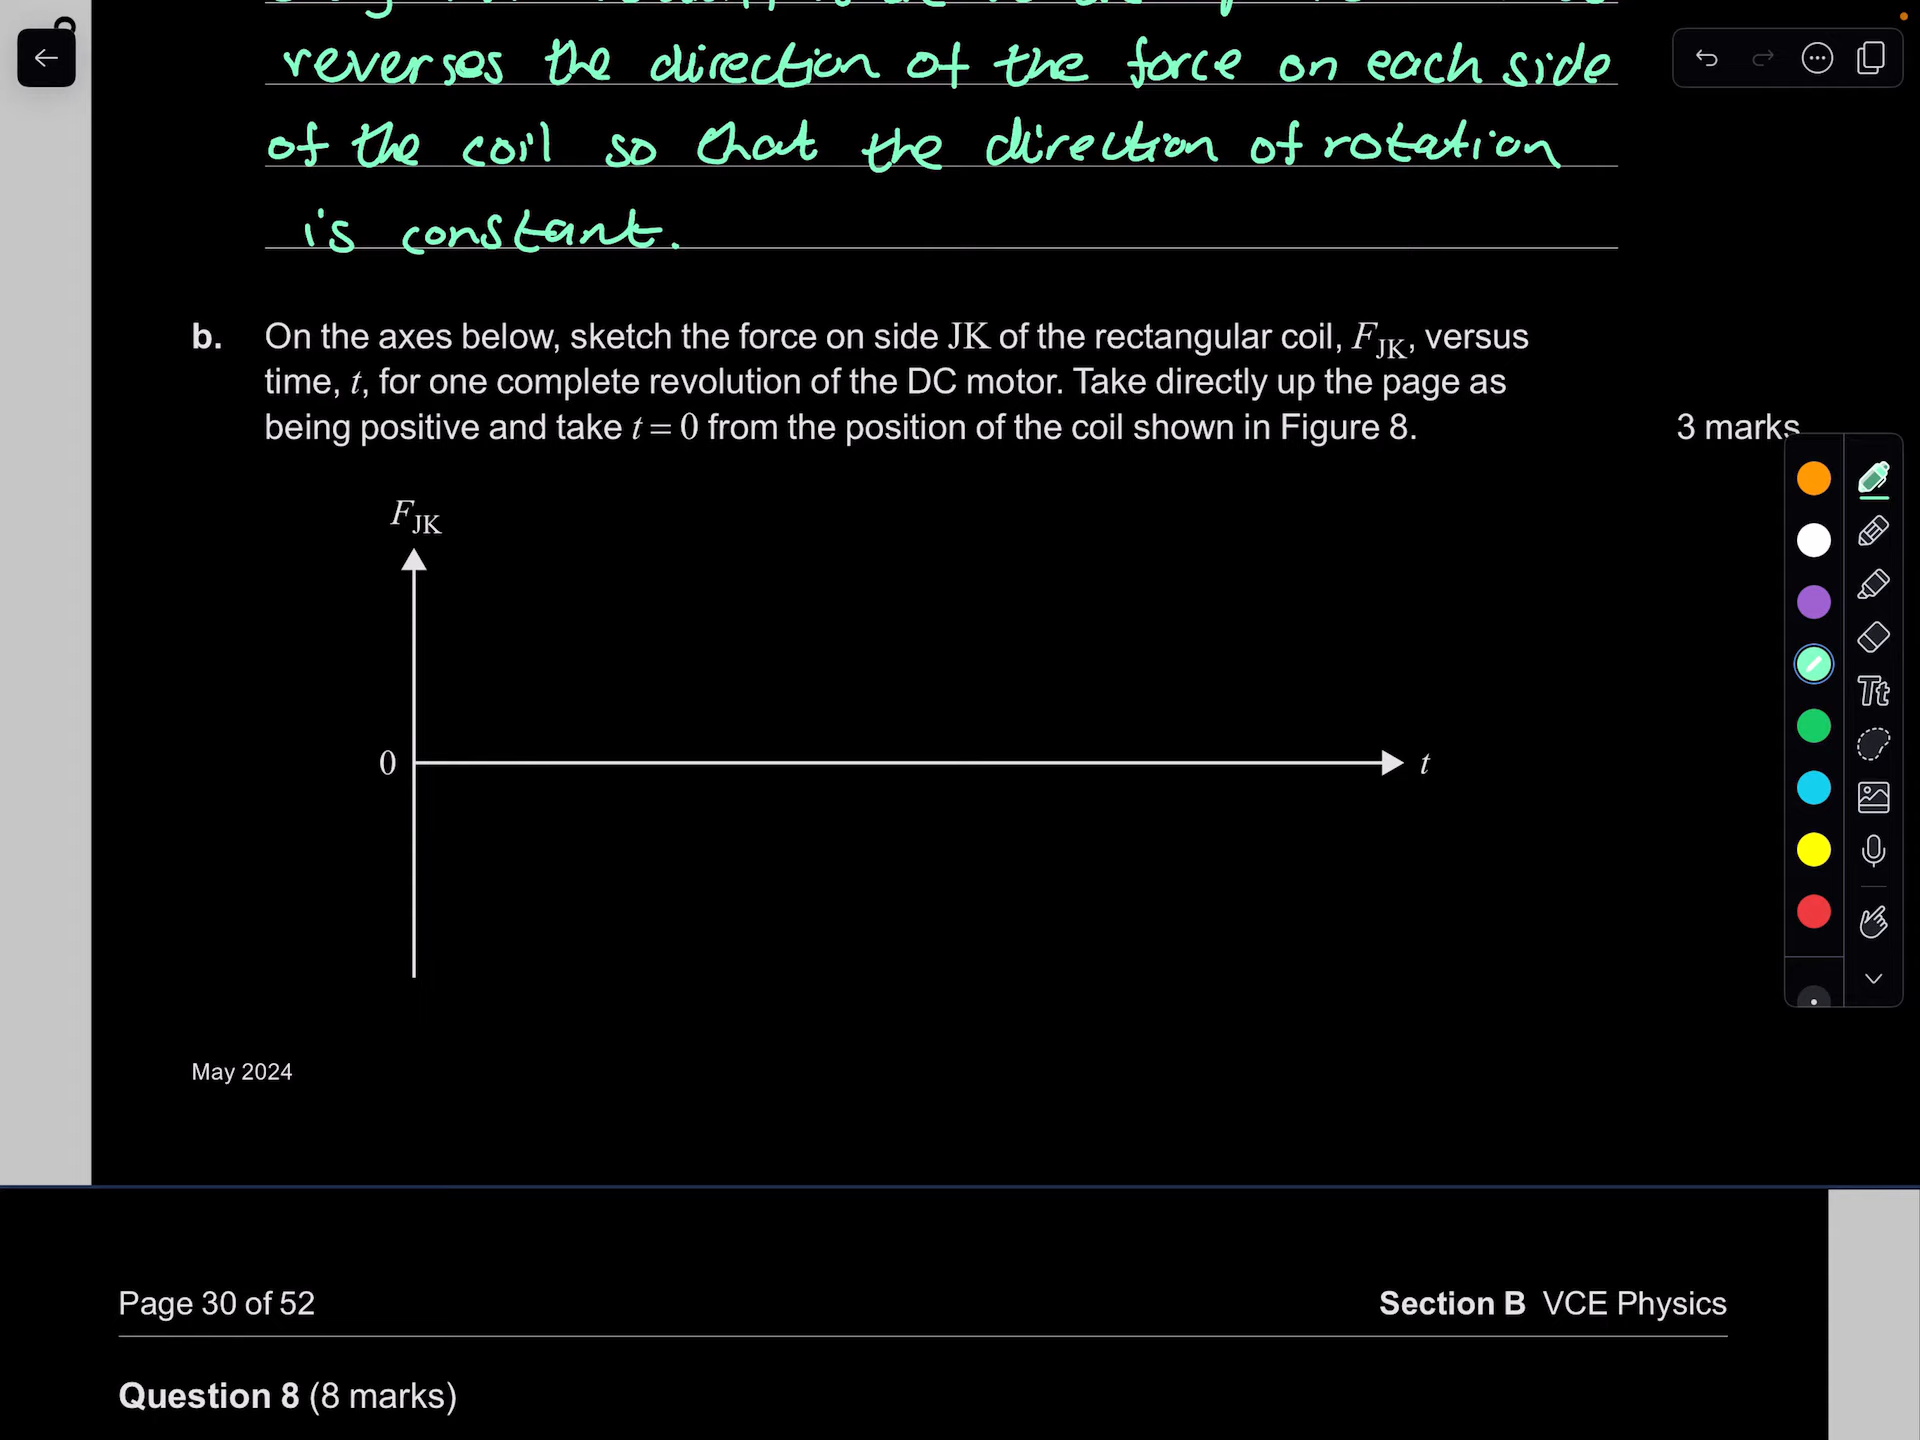 reverses the direction of the force on each side
of the coil so that the direction of rotation
is constant.
b. On the axes below, sketch the force on side JK of the rectangular coil, F_JK, versus
time, t, for one complete revolution of the DC motor. Take directly up the page as
being positive and take t = 0 from the position of the coil shown in Figure 8. 3 marks
F_JK
0
t
Tt
May 2024
Page 30 of 52 Section B VCE Physics
Question 8 (8 marks)